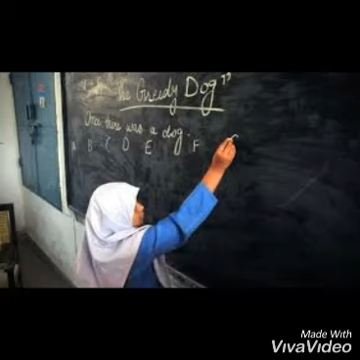 "The Greedy Dog"
Once there was a dog.
A B C D E F
Made With
VivaVideo